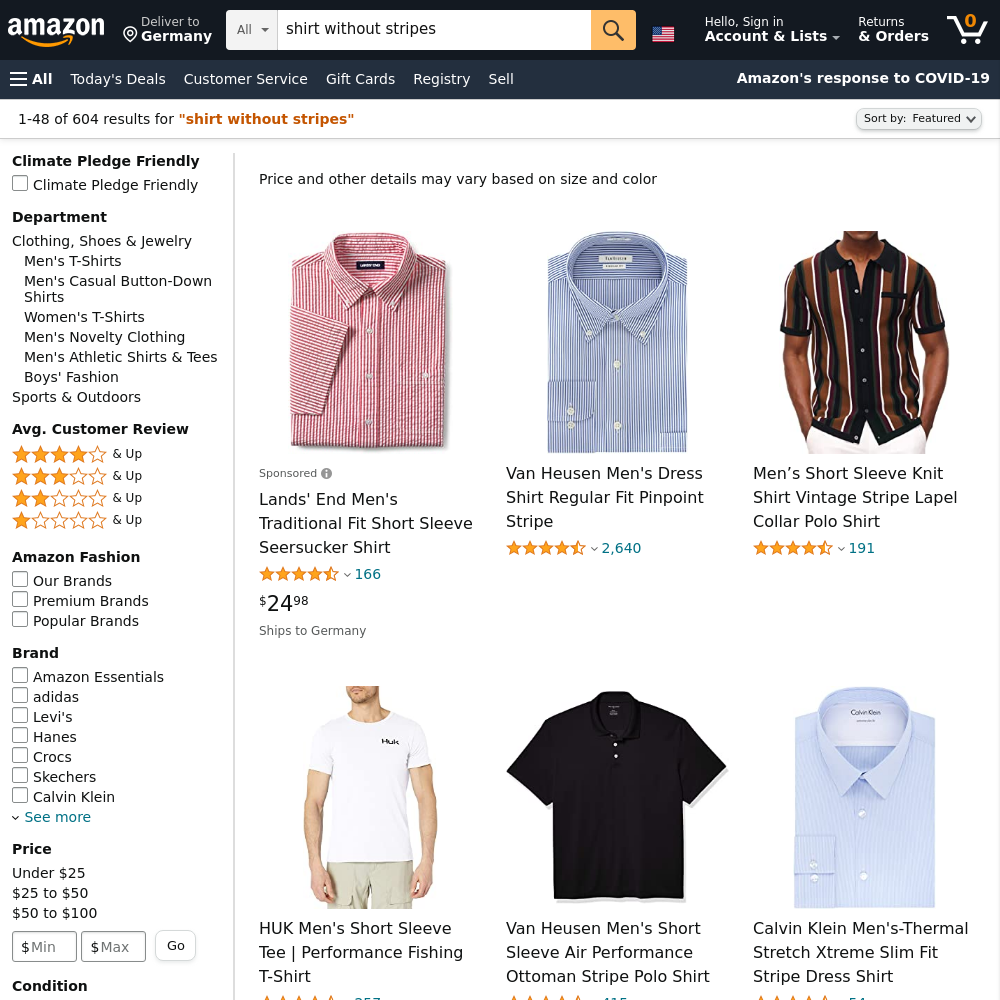 amazon
Deliver to
Germany
All
shirt without stripes
Hello, Sign in
Account & Lists
Returns
& Orders
0
All
Today's Deals
Customer Service
Gift Cards
Registry
Sell
Amazon's response to COVID-19
1-48 of 604 results for "shirt without stripes"
Sort by: Featured
Climate Pledge Friendly
Climate Pledge Friendly
Department
Clothing, Shoes & Jewelry
Men's T-Shirts
Men's Casual Button-Down
Shirts
Women's T-Shirts
Men's Novelty Clothing
Men's Athletic Shirts & Tees
Boys' Fashion
Sports & Outdoors
Avg. Customer Review
& Up
& Up
& Up
& Up
Amazon Fashion
Our Brands
Premium Brands
Popular Brands
Brand
Amazon Essentials
adidas
Levi's
Hanes
Crocs
Skechers
Calvin Klein
See more
Price
Under $25
$25 to $50
$50 to $100
$ Min
$ Max
Go
Condition
Price and other details may vary based on size and color
LANDS' END
Sponsored
Lands' End Men's
Traditional Fit Short Sleeve
Seersucker Shirt
166
$24 98
Ships to Germany
VAN HEUSEN
Van Heusen Men's Dress
Shirt Regular Fit Pinpoint
Stripe
2,640
Men’s Short Sleeve Knit
Shirt Vintage Stripe Lapel
Collar Polo Shirt
191
Huk
HUK Men's Short Sleeve
Tee | Performance Fishing
T-Shirt
257
Van Heusen Men's Short
Sleeve Air Performance
Ottoman Stripe Polo Shirt
415
Calvin Klein
Calvin Klein Men's-Thermal
Stretch Xtreme Slim Fit
Stripe Dress Shirt
54